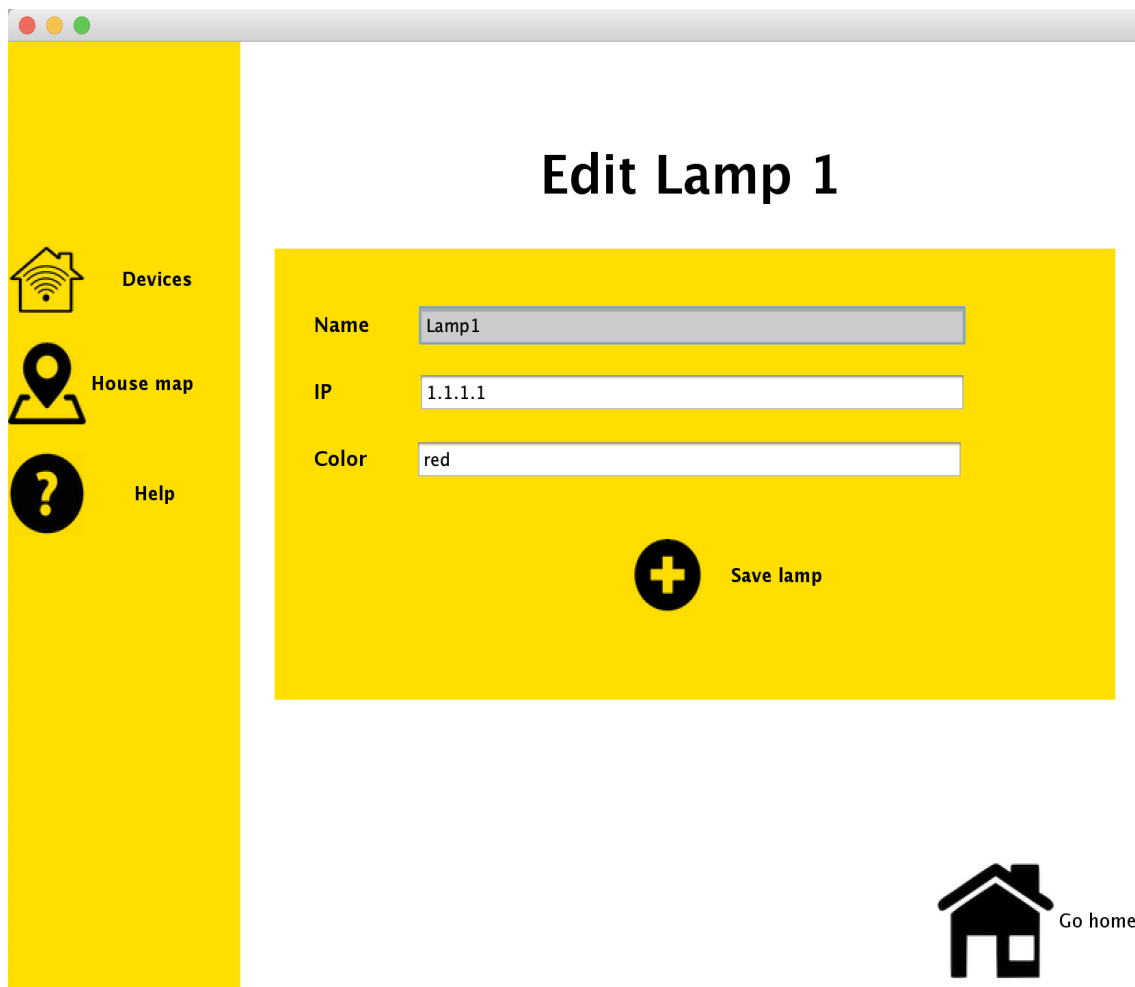 Edit Lamp 1
Devices
House map
Help
Name
Lamp1
IP
1.1.1.1
Color
red
Save lamp
Go home